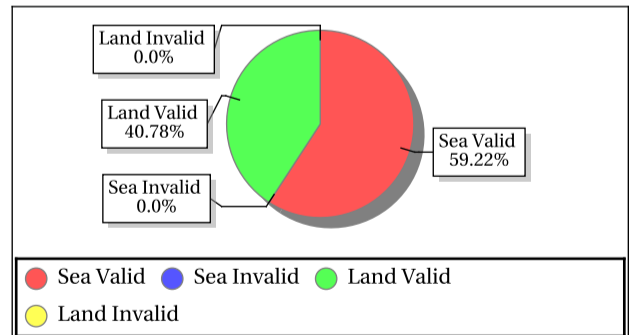 Land Invalid
0.0%
Land Valid
40.78%
Sea Valid
59.22%
Sea Invalid
0.0%
Sea Valid Sea Invalid Land Valid
Land Invalid